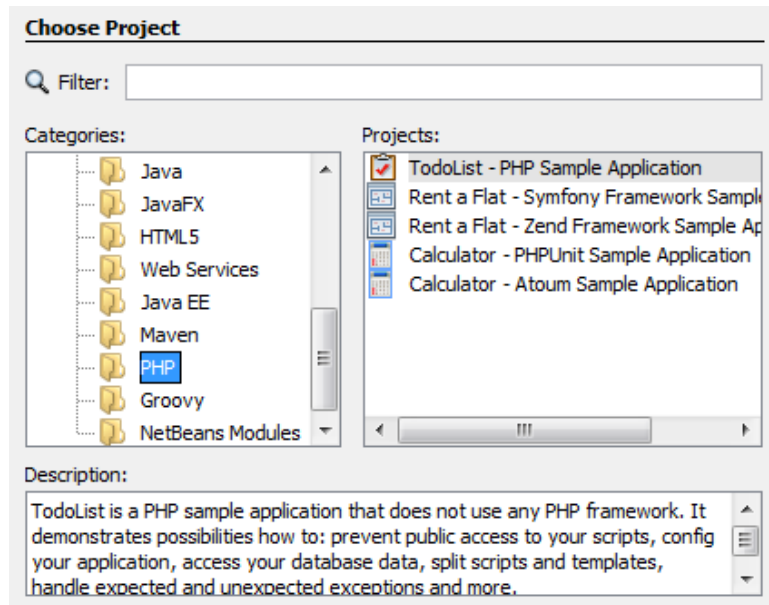 Choose Project
Filter:
Categories:
Java
JavaFX
HTML5
Web Services
Java EE
Maven
PHP
Groovy
NetBeans Modules
Projects:
TodoList - PHP Sample Application
Rent a Flat - Symfony Framework Sampl
Rent a Flat - Zend Framework Sample Ap
Calculator - PHPUnit Sample Application
Calculator - Atoum Sample Application
Description:
TodoList is a PHP sample application that does not use any PHP framework. It
demonstrates possibilities how to: prevent public access to your scripts, config
your application, access your database data, split scripts and templates,
handle expected and unexpected exceptions and more.